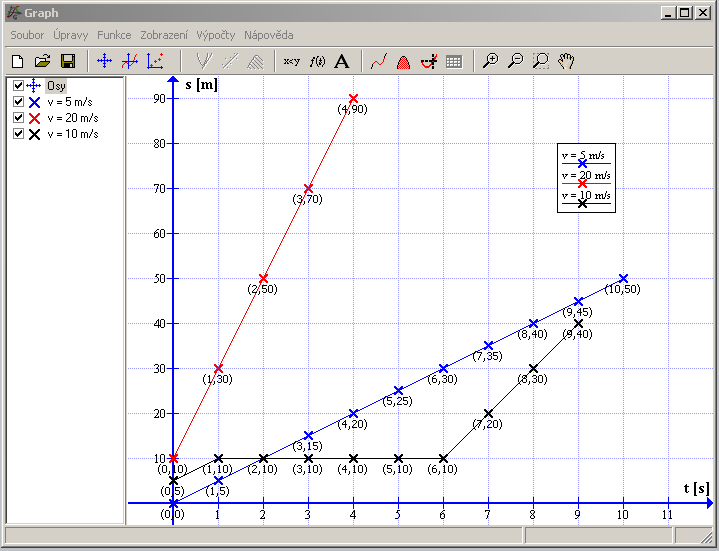 Graph
Soubor Úpravy Funkce Zobrazení Výpočty Nápověda
x<y f(t) A
Osy
v = 5 m/s
v = 20 m/s
v = 10 m/s
s [m]
90
80
70
60
50
40
30
20
10
(4,90)
(3,70)
(2,50)
(1,30)
(0,10)
v = 5 m/s
v = 20 m/s
v = 10 m/s
(10,50)
(9,45)
(8,40)
(9,40)
(7,35)
(6,30)
(8,30)
(5,25)
(4,20)
(7,20)
(3,15)
(1,10)
(2,10)
(3,10)
(4,10)
(5,10)
(6,10)
(0,5)
(1,5)
(0,0)
t [s]
1 2 3 4 5 6 7 8 9 10 11